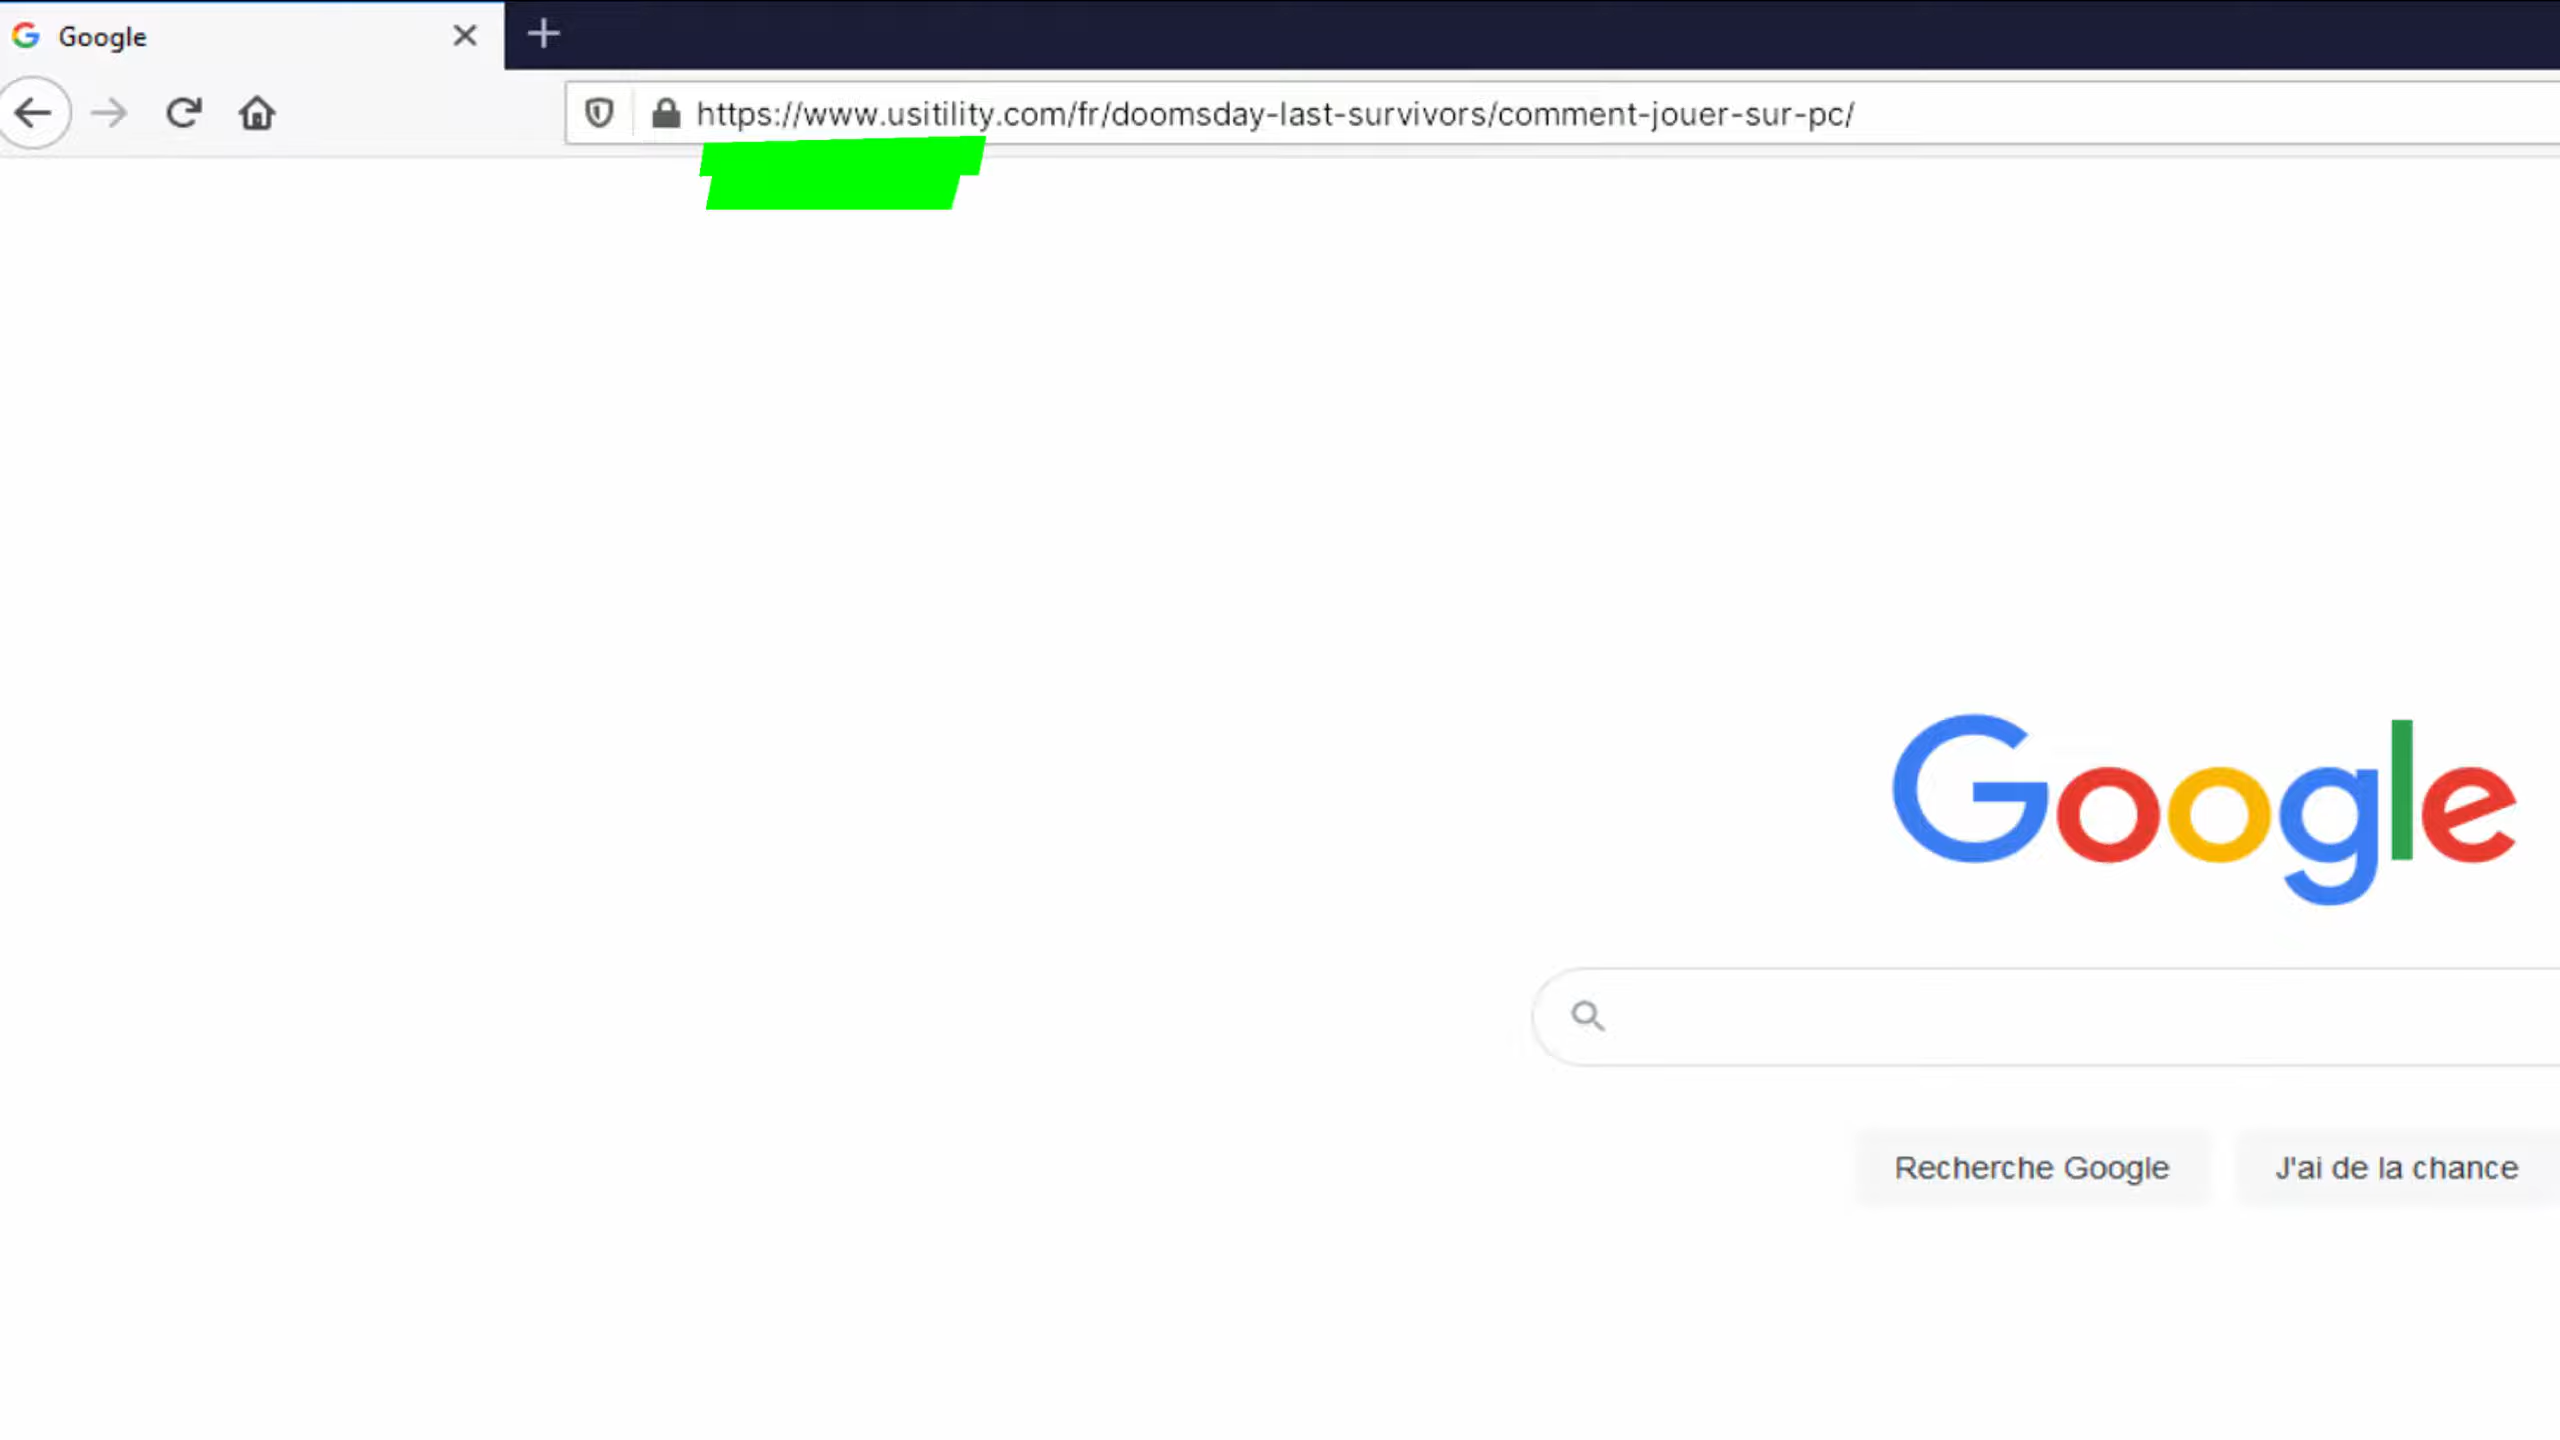 Google
https://www.usitility.com/fr/doomsday-last-survivors/comment-jouer-sur-pc/
Google
Recherche Google
J'ai de la chance